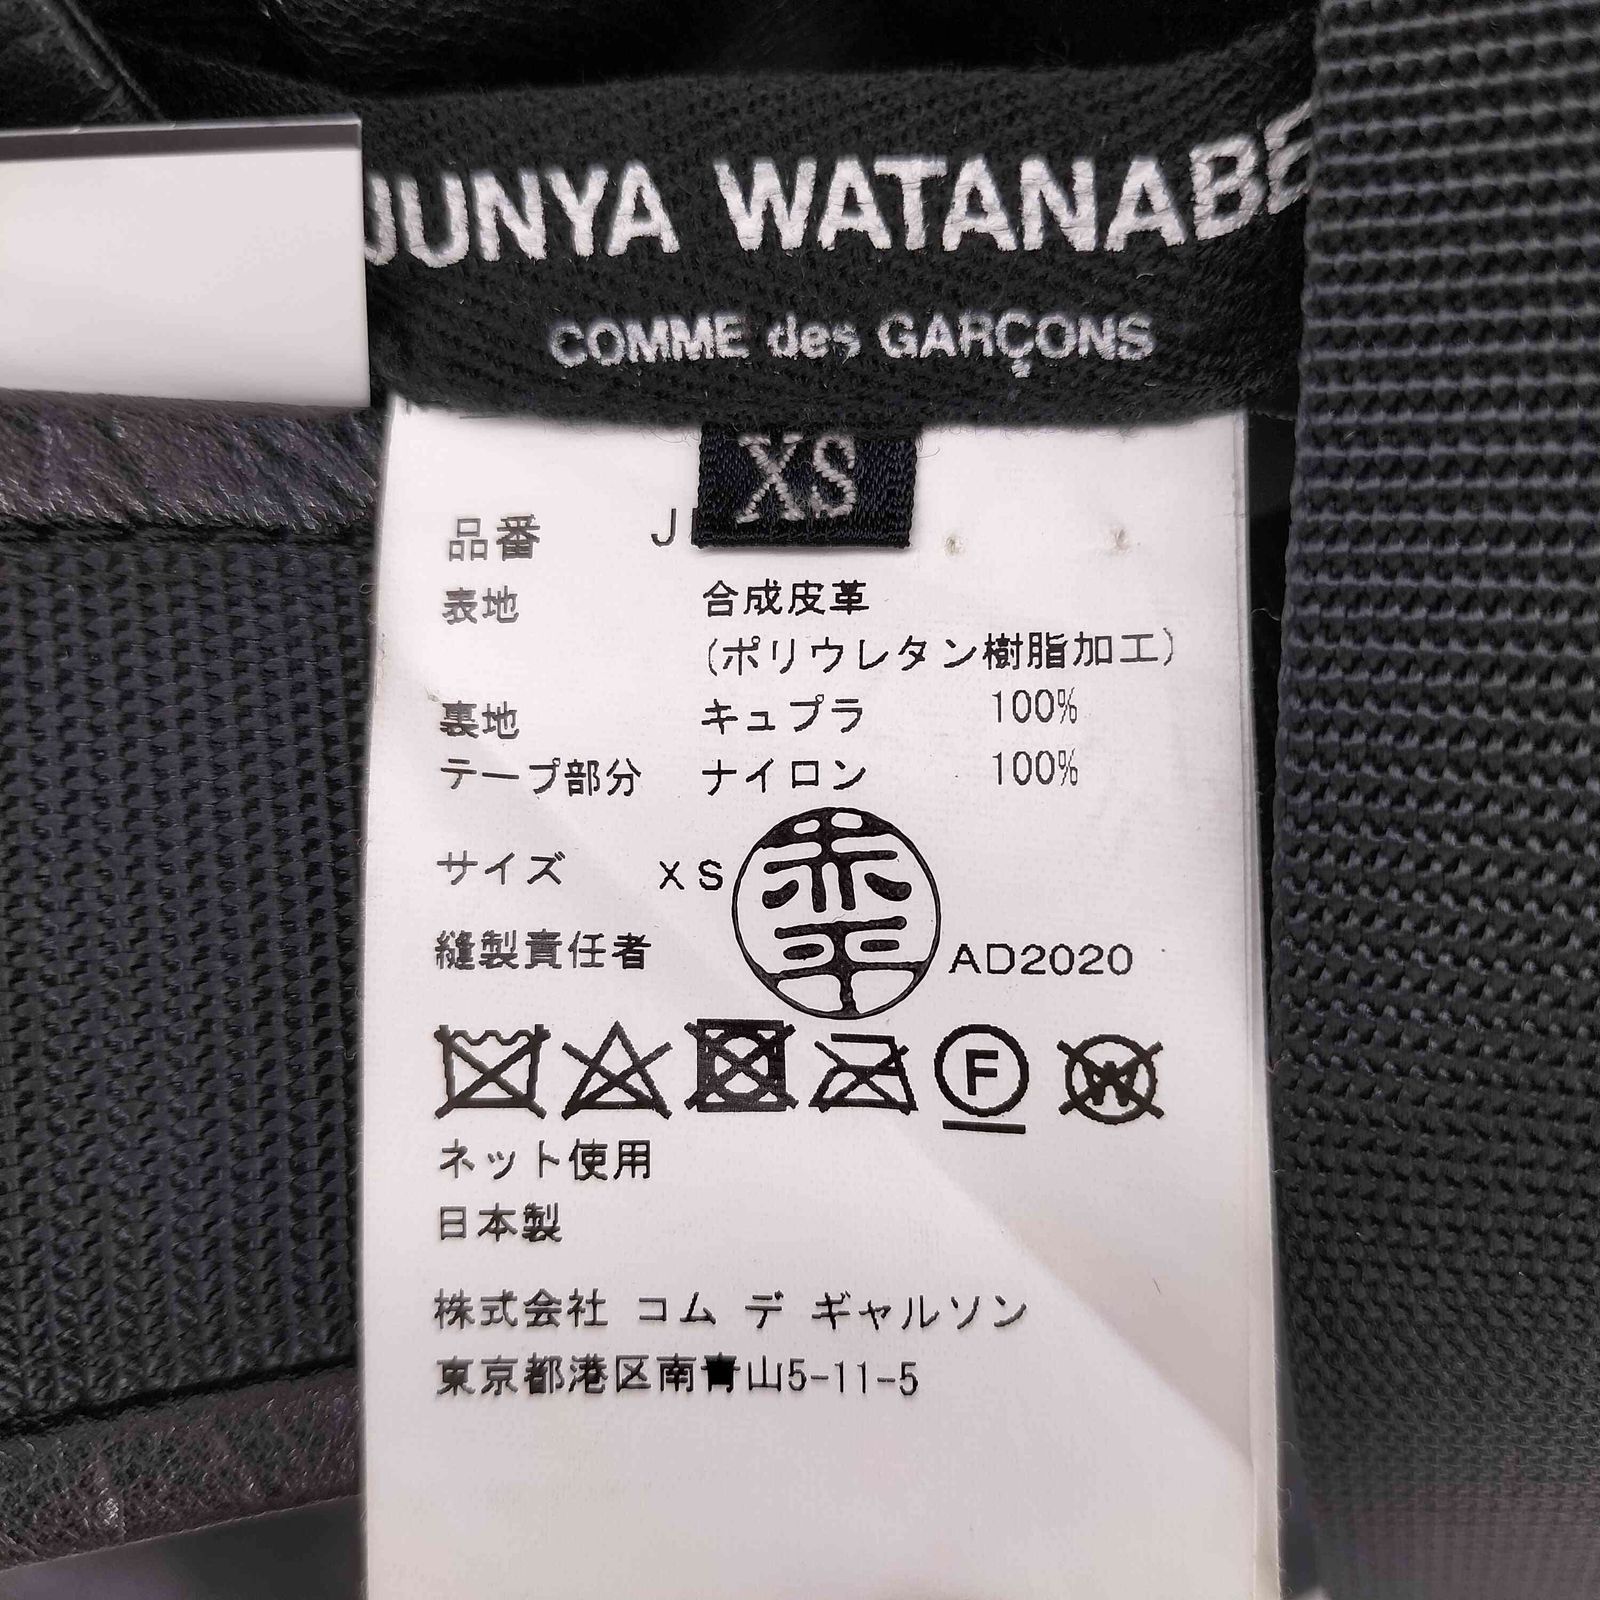 JUNYA WATANABE
COMME des GARÇONS
XS
品番 J
表地 合成皮革
(ポリウレタン樹脂加工)
裏地 キュプラ 100%
テープ部分 ナイロン 100%
サイズ XS
縫製責任者 赤平 AD2020
F
W
ネット使用
日本製
株式会社 コム デ ギャルソン
東京都港区南青山5-11-5